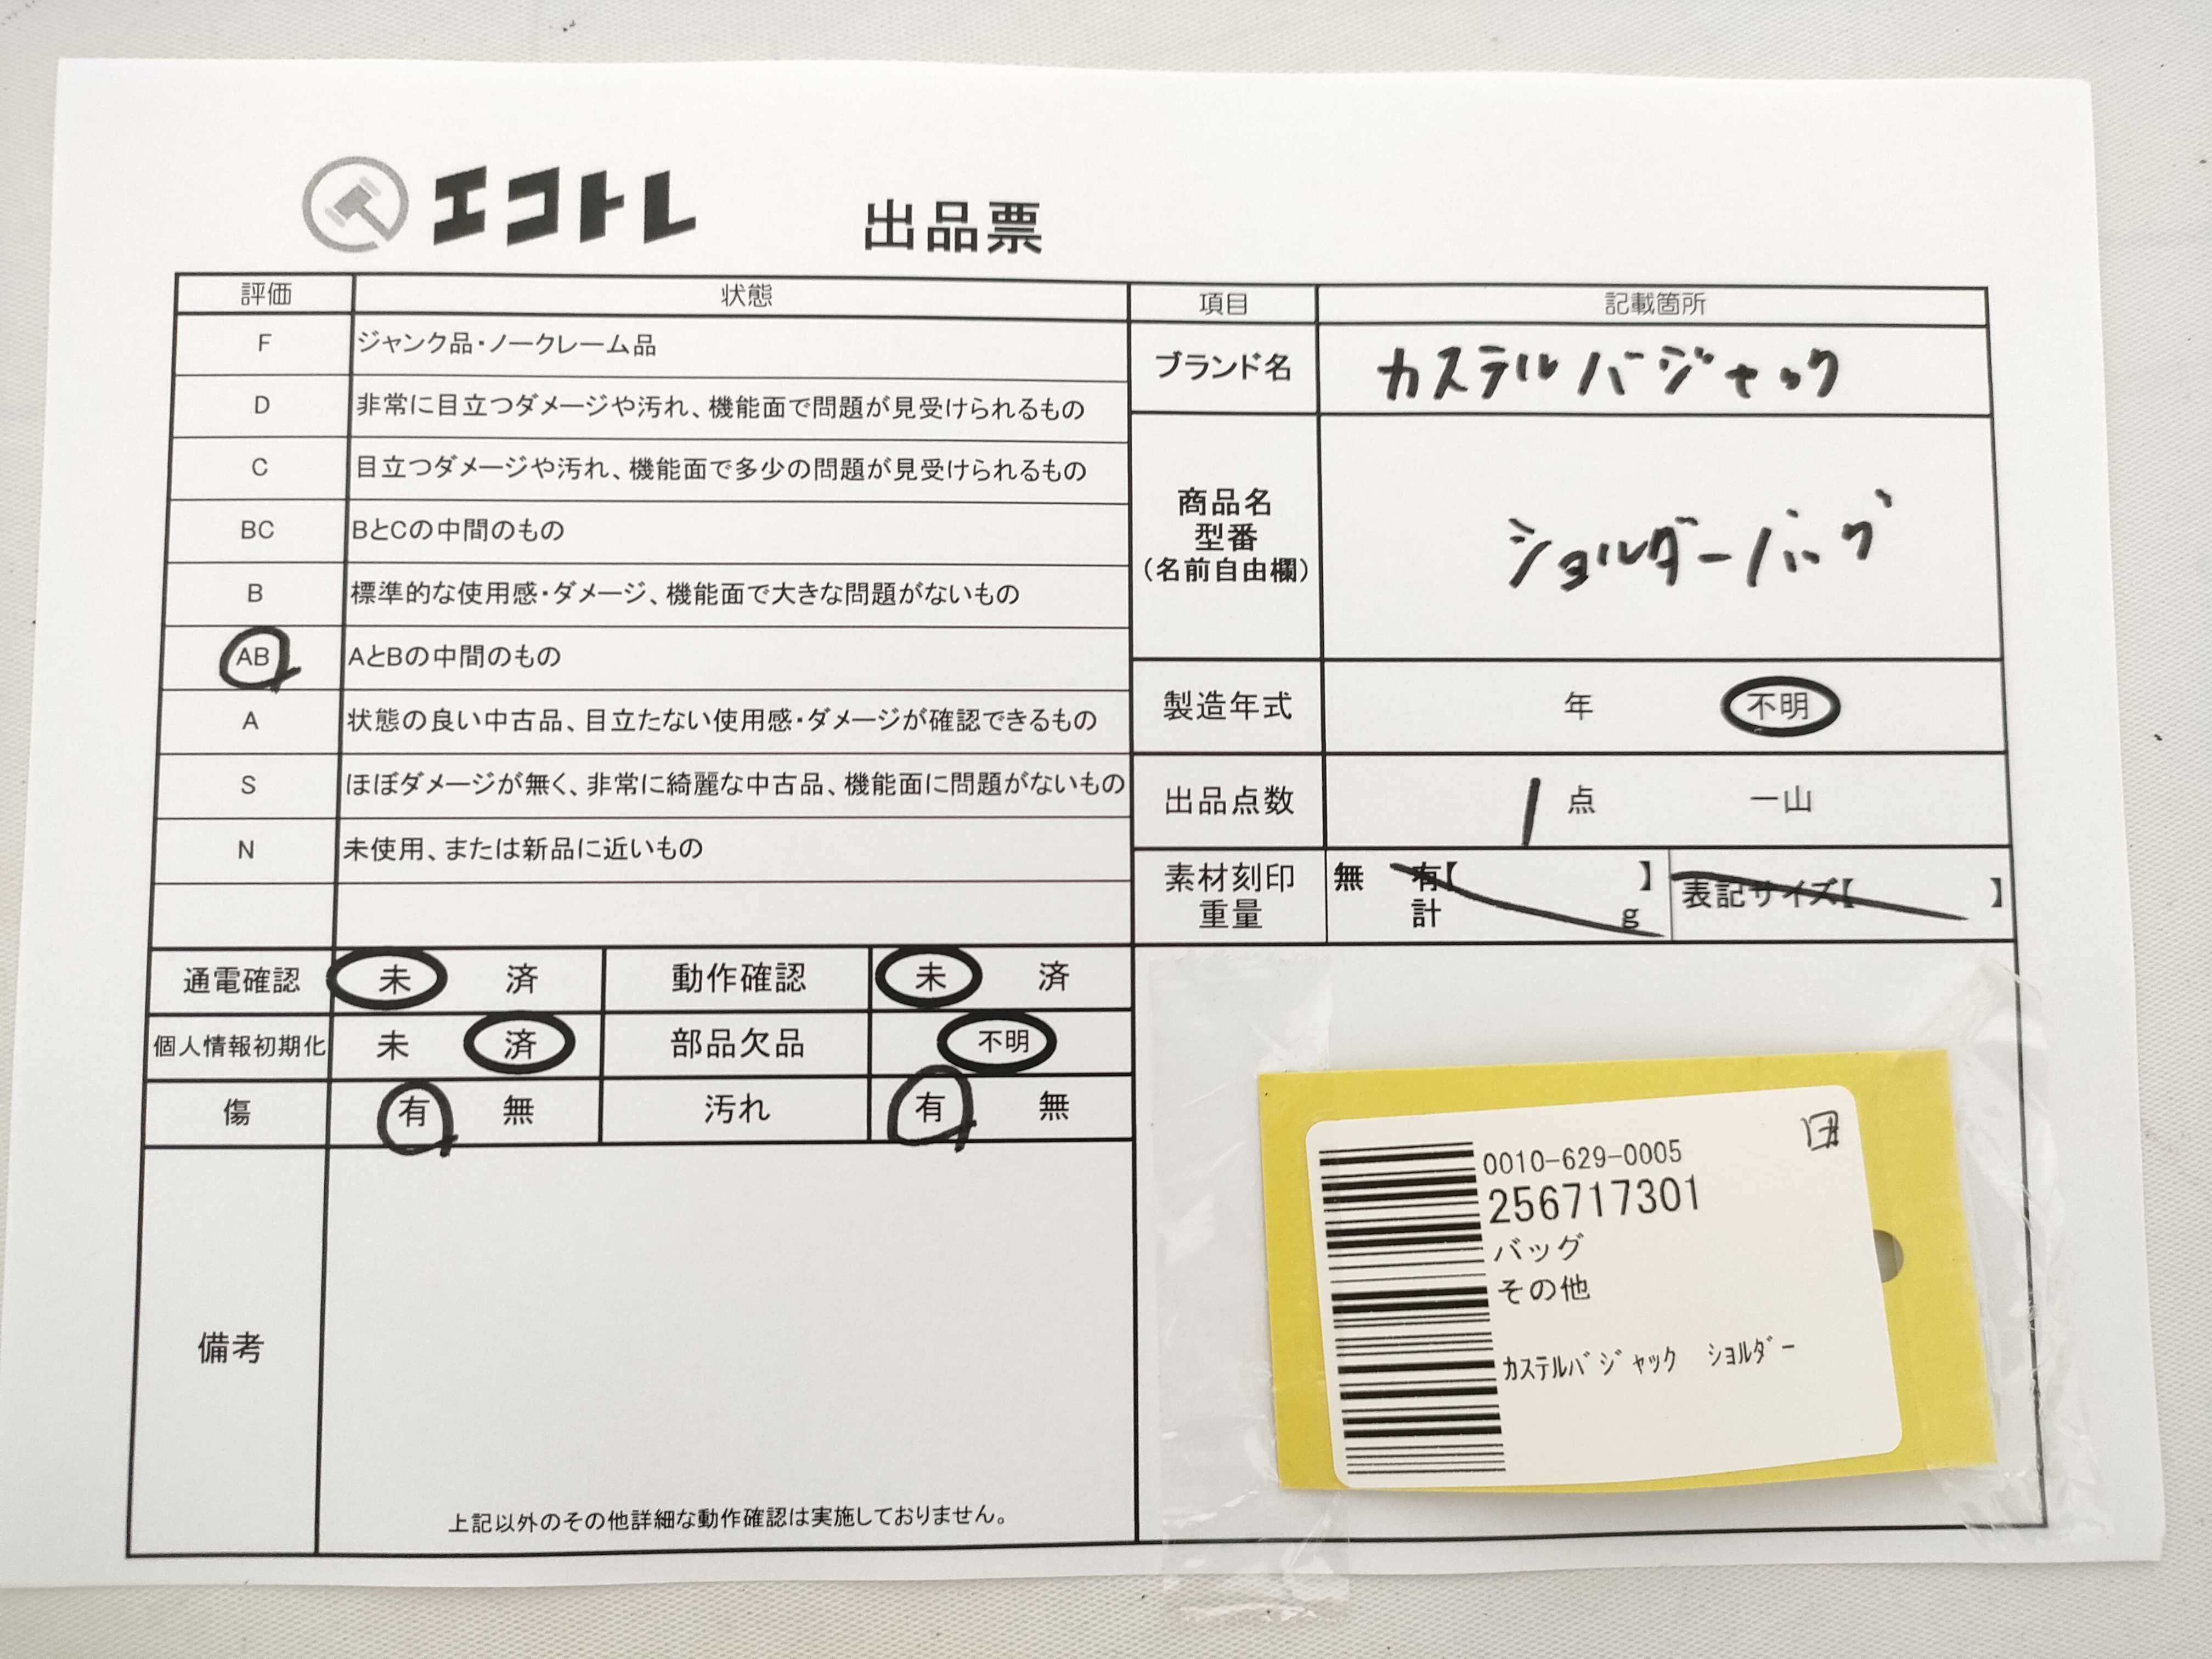 エコトレ
出品票
評価 状態
F ジャンク品・ノークレーム品
D 非常に目立つダメージや汚れ、機能面で問題が見受けられるもの
C 目立つダメージや汚れ、機能面で多少の問題が見受けられるもの
BC BとCの中間のもの
B 標準的な使用感・ダメージ、機能面で大きな問題がないもの
AB AとBの中間のもの
A 状態の良い中古品、目立たない使用感・ダメージが確認できるもの
S ほぼダメージが無く、非常に綺麗な中古品、機能面に問題がないもの
N 未使用、または新品に近いもの
項目 記載箇所
ブランド名 カステルバジャック
商品名
型番
（名前自由欄）
ショルダーバッグ
製造年式 年 不明
出品点数 1 点 一山
素材刻印
重量
無 有【 】
計 g
表記サイズ【 】
通電確認 未 済 動作確認 未 済
個人情報初期化 未 済 部品欠品 不明
傷 有 無 汚れ 有 無
備考
上記以外のその他詳細な動作確認は実施しておりません。
0010-629-0005
256717301
バッグ
その他
ｶｽﾃﾙﾊﾞｼﾞｬｯｸ ｼｮﾙﾀﾞｰ